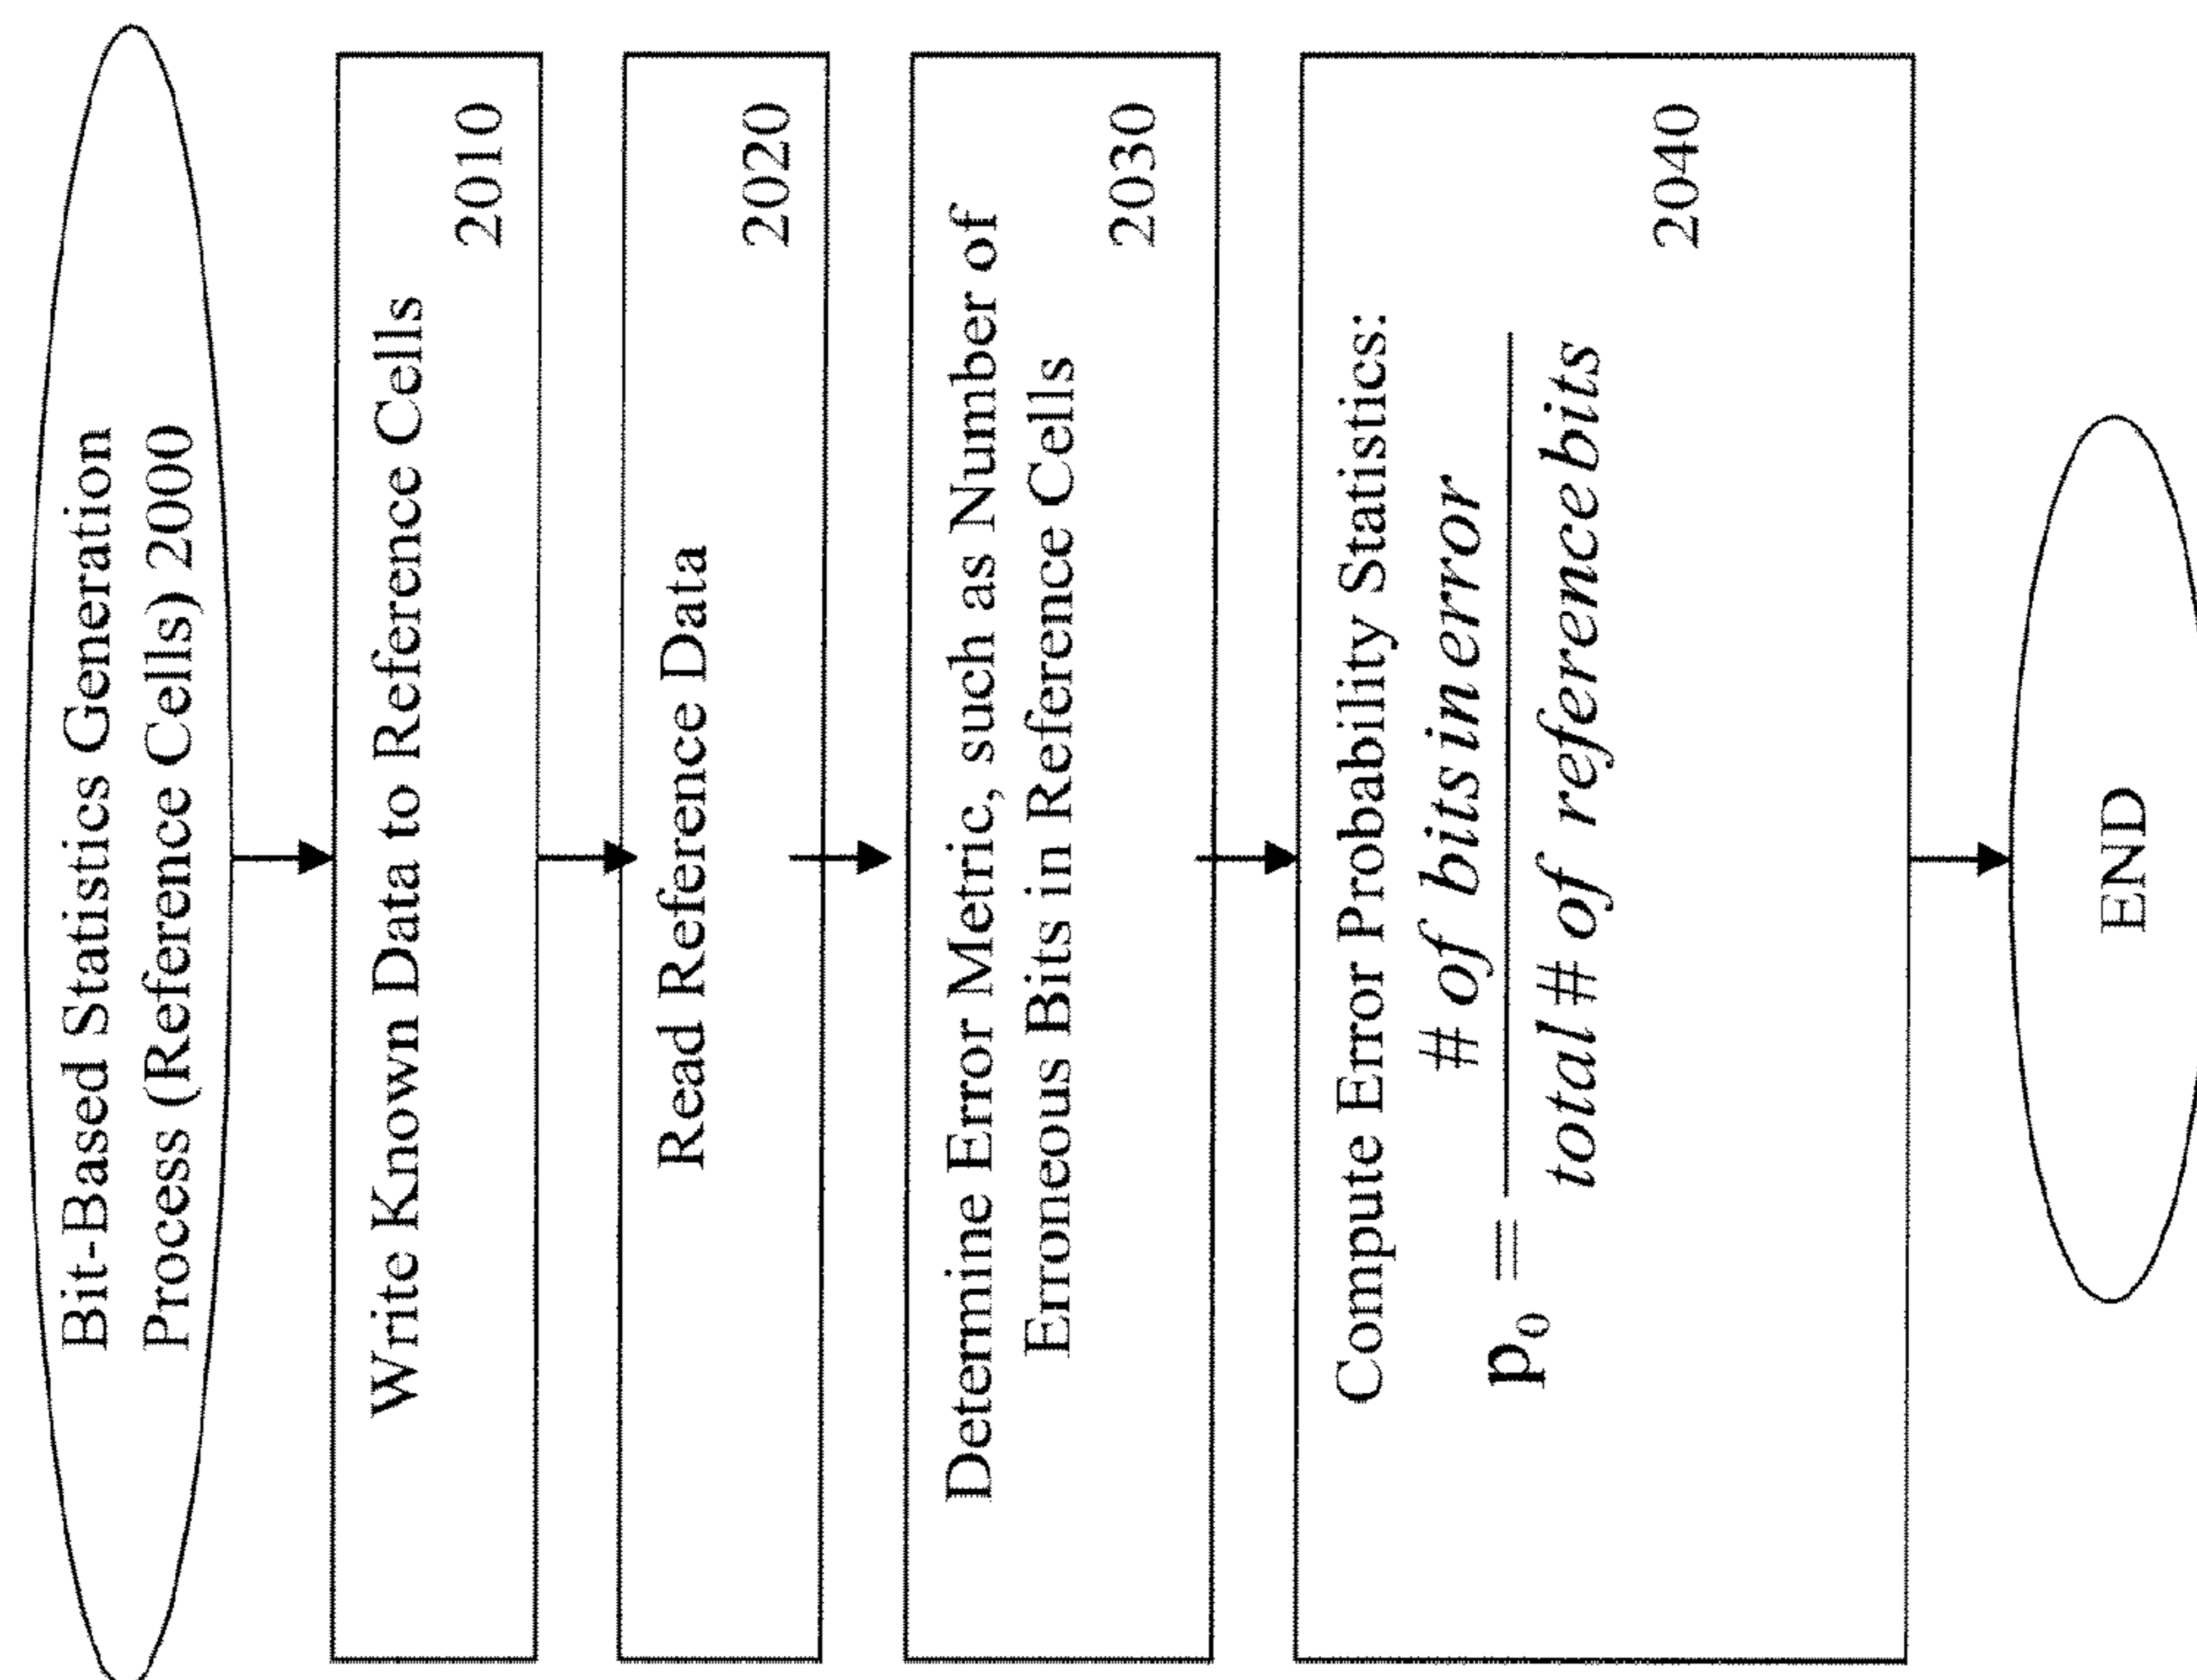 Bit-Based Statistics Generation
Process (Reference Cells) 2000
Write Known Data to Reference Cells
2010
Read Reference Data
2020
Determine Error Metric, such as Number of
Erroneous Bits in Reference Cells
2030
Compute Error Probability Statistics:
# of bits in error
p₀ =
total # of reference bits
2040
END